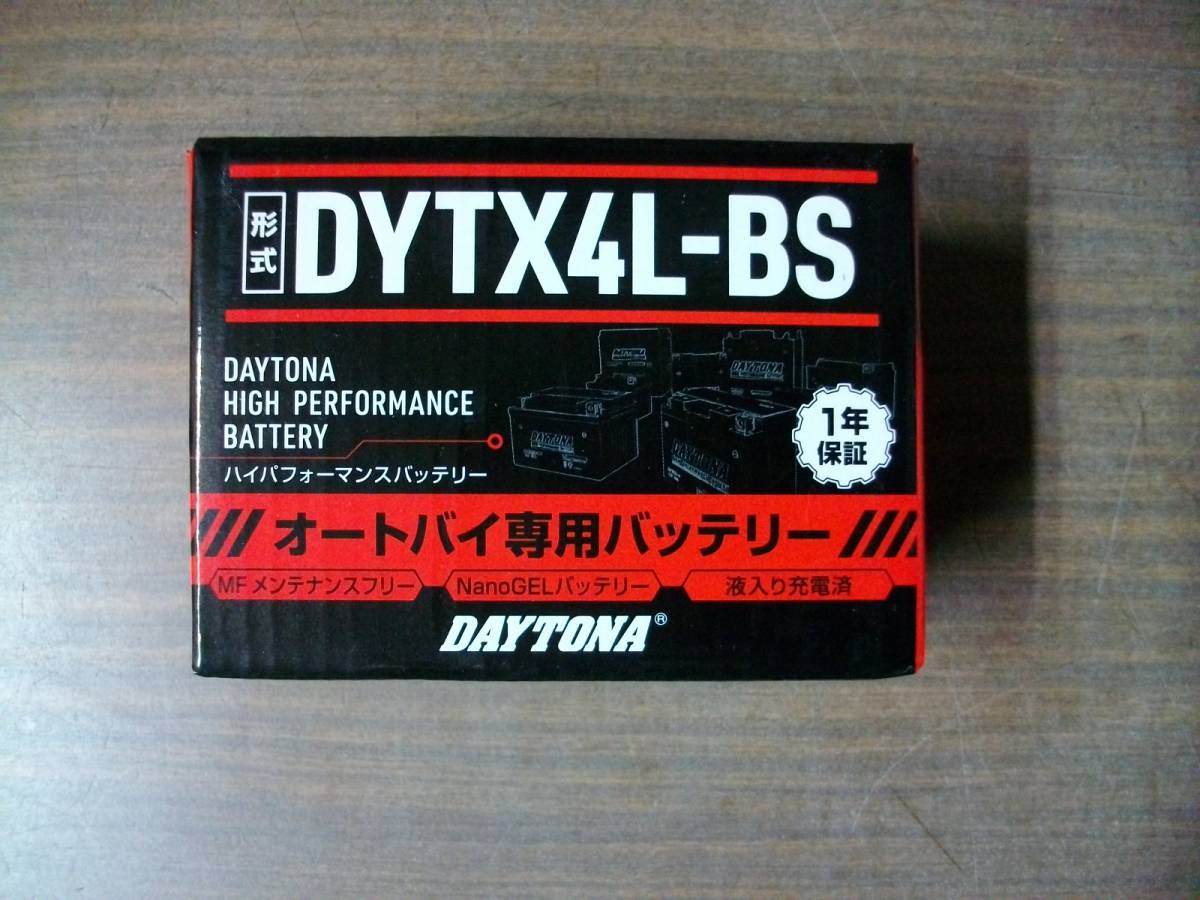 形式
DYTX4L-BS
DAYTONA
HIGH PERFORMANCE
BATTERY
ハイパフォーマンスバッテリー
DAYTONA
DAYTONA
DAYTONA
1年
保証
オートバイ専用バッテリー
MF メンテナンスフリー
NanoGELバッテリー
液入り充電済
DAYTONA®